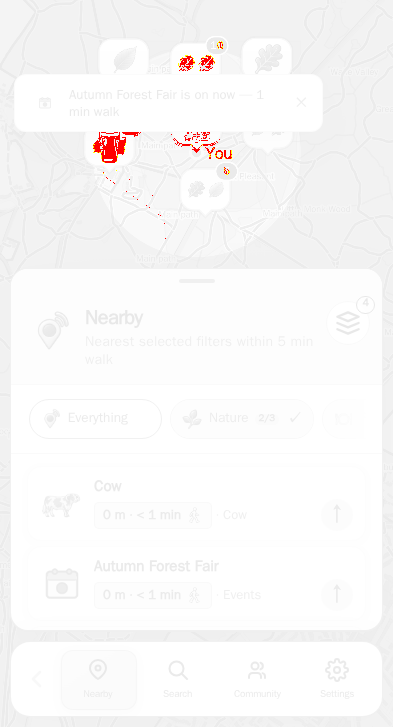 Autumn Forest Fair is on now — 1
min walk
You
4
Nearby
Nearest selected filters within 5 min
walk
Everything
Nature 2/3
Cow
0 m · < 1 min · Cow
Autumn Forest Fair
0 m · < 1 min · Events
Nearby
Search
Community
Settings